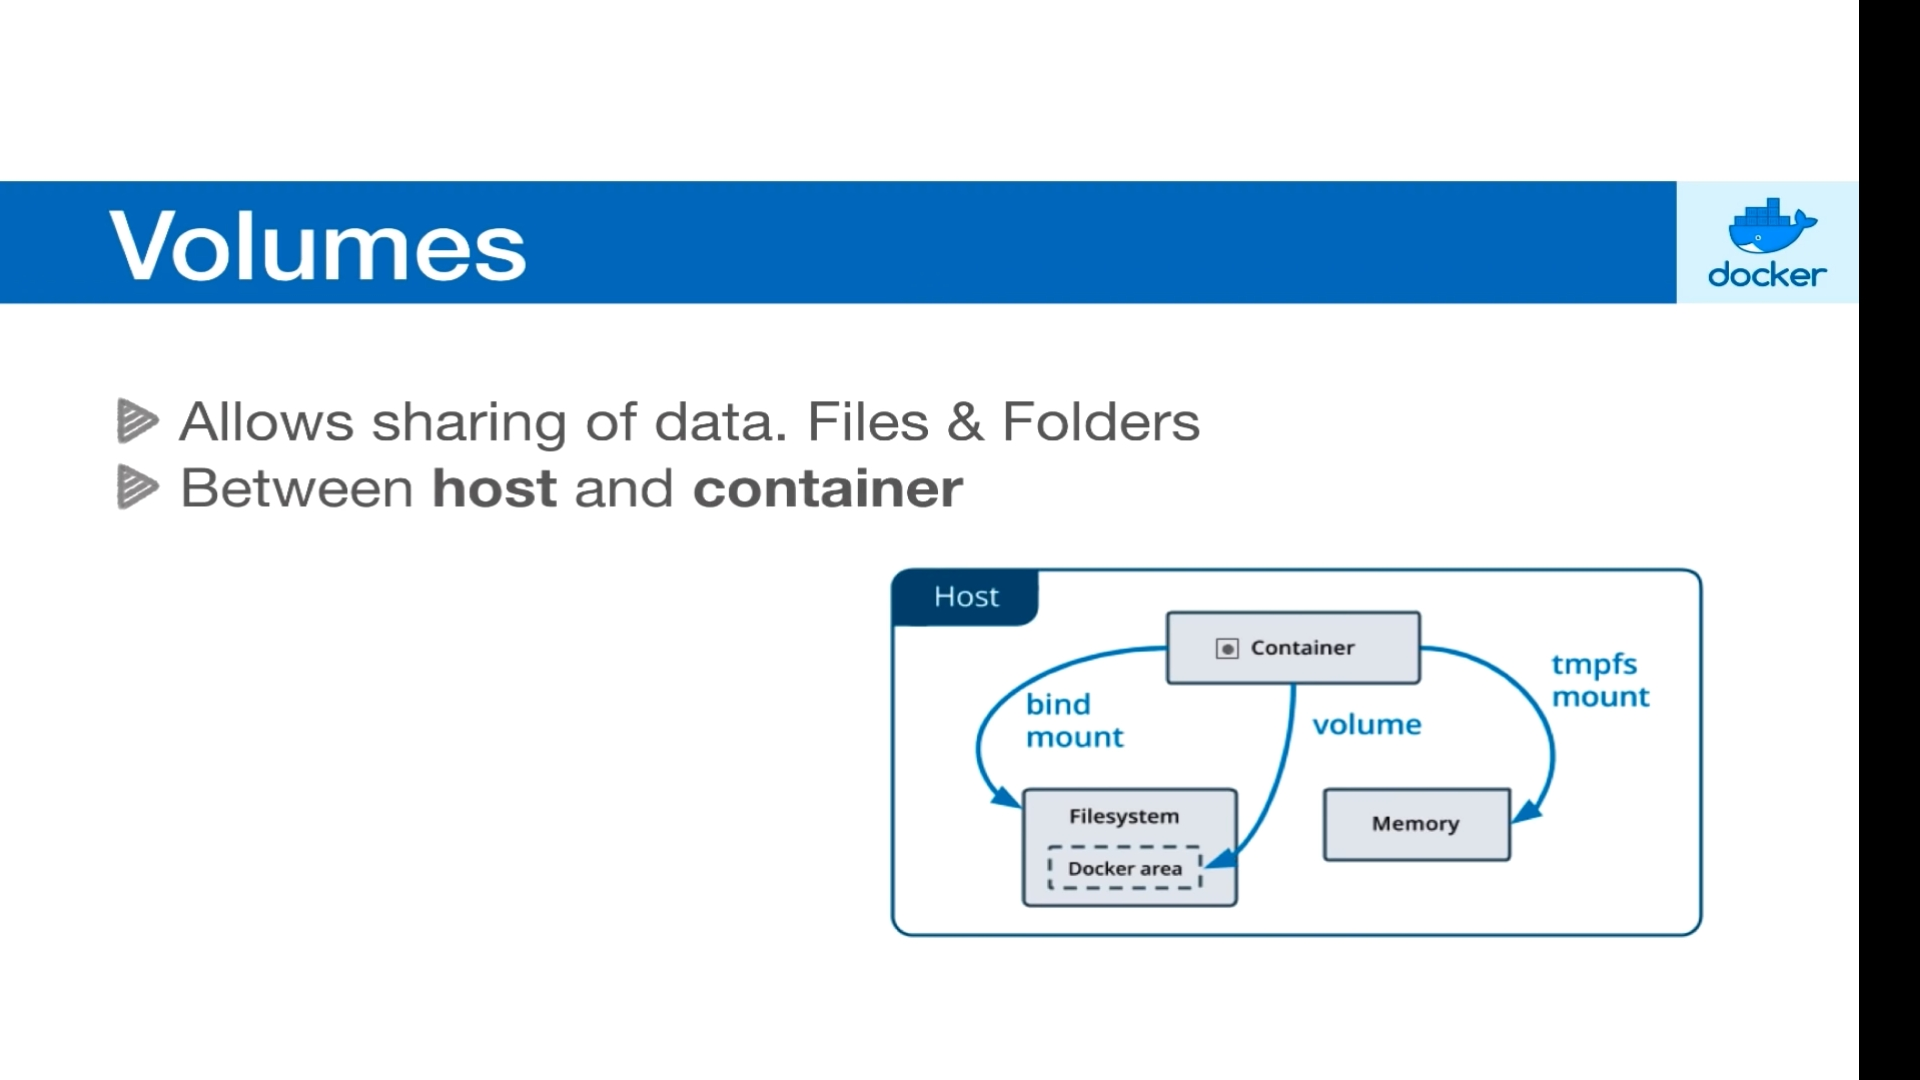 Volumes
docker
Allows sharing of data. Files & Folders
Between host and container
Host
Container
bind
mount
volume
tmpfs
mount
Filesystem
Docker area
Memory